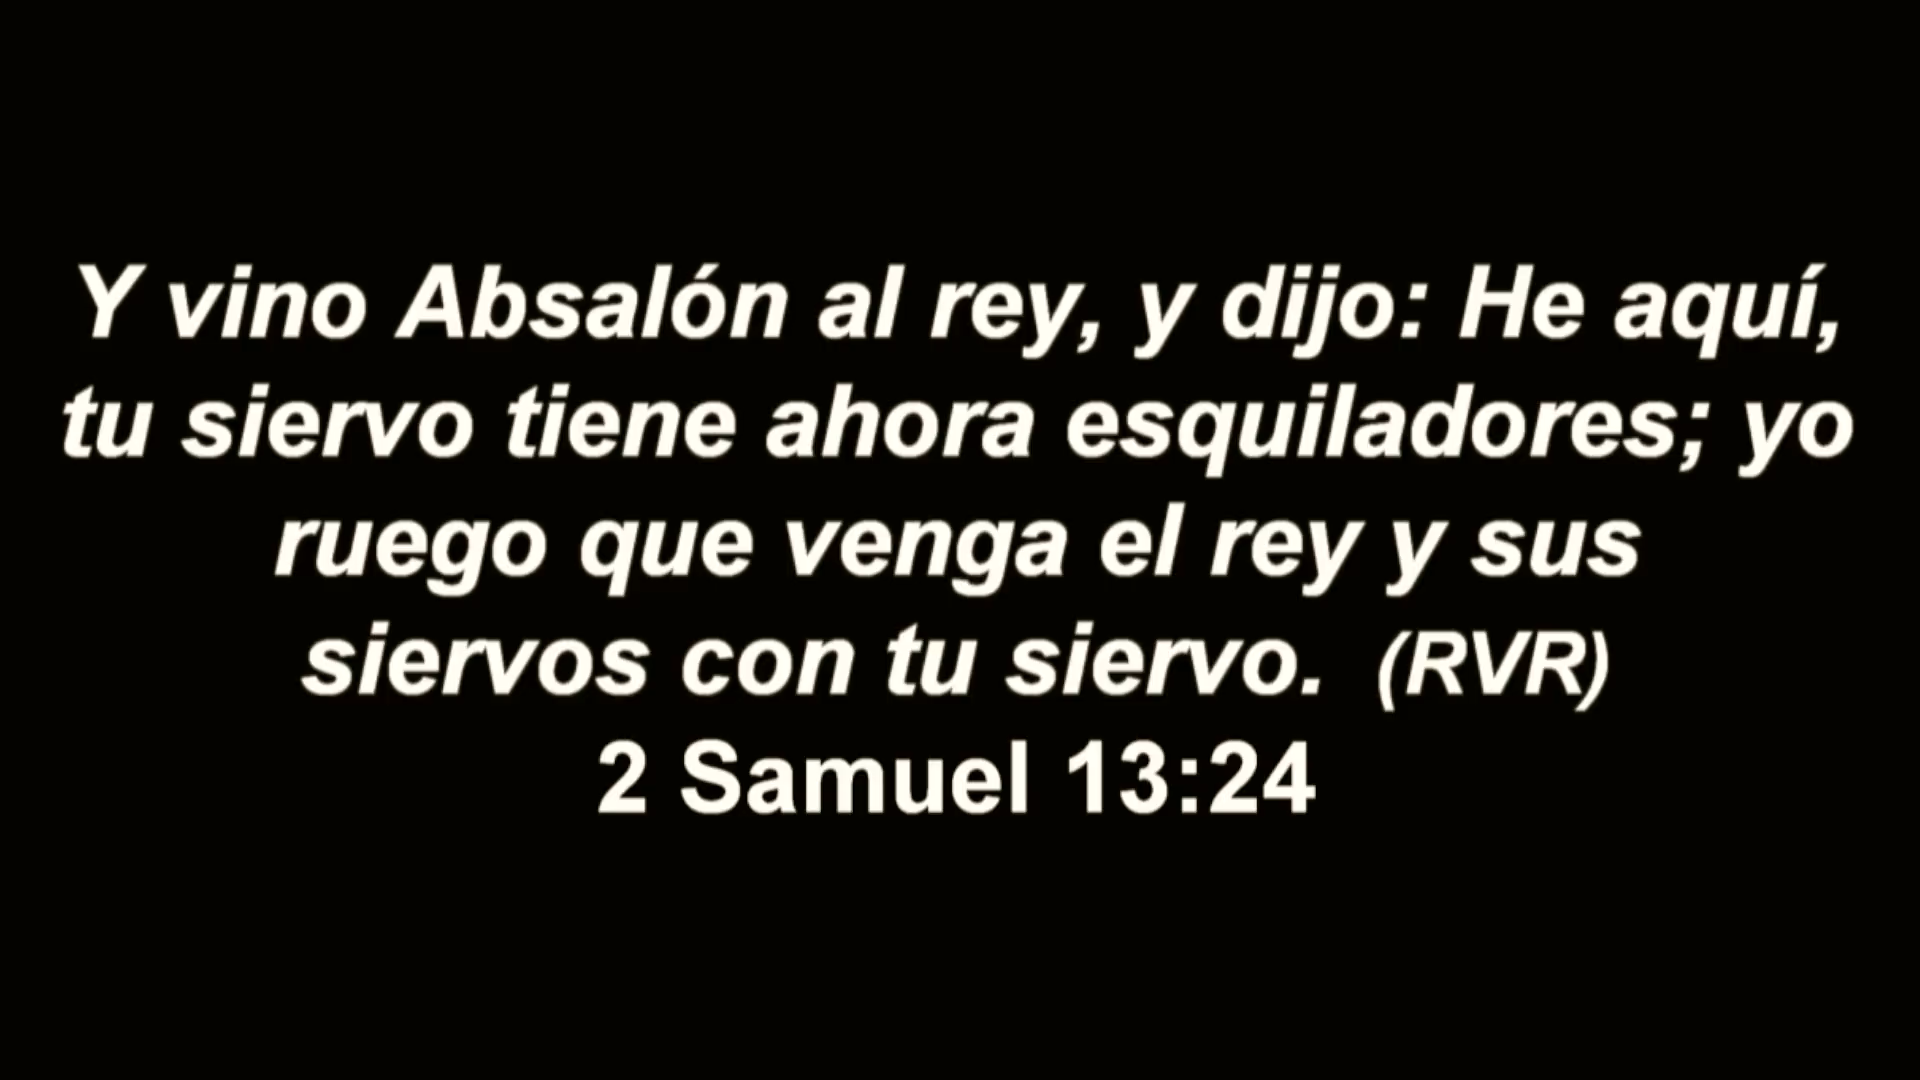 Y vino Absalón al rey, y dijo: He aquí,
tu siervo tiene ahora esquiladores; yo
ruego que venga el rey y sus
siervos con tu siervo. (RVR)
2 Samuel 13:24